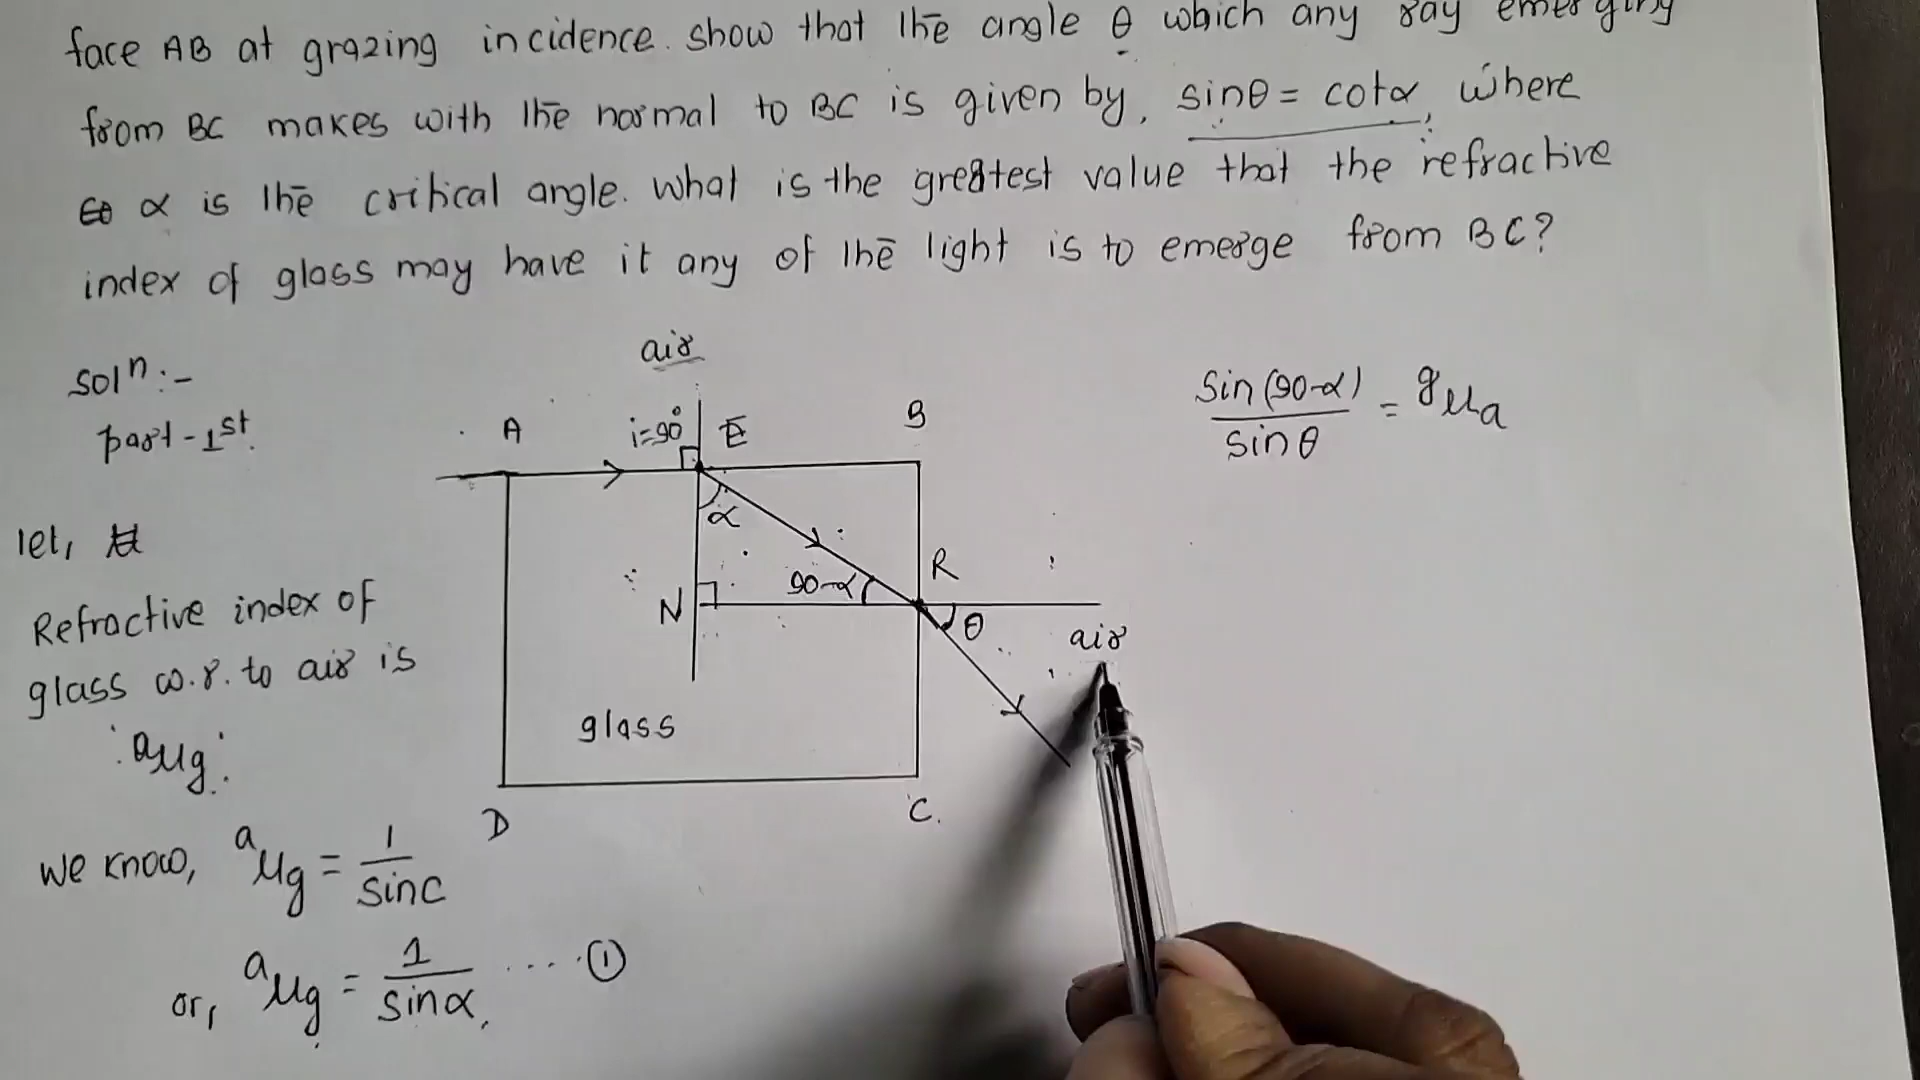 face AB at grazing incidence. show that the angle θ which any ray emerging
from BC makes with the normal to BC is given by, sinθ = cotα, where
α is the critical angle. What is the gretest value that the refractive
index of glass may have it any of the light is to emerge from BC?
air
solⁿ:-
part-1st.
A
i=90°
E
B
sin(90-α)/sinθ = gμa
α
let,
R
90-α
N
θ
Refractive index of
air
glass w.r. to air is
glass
aμg.
D
C.
We know, aμg = 1/sinc
or, aμg = 1/sinα, ....①